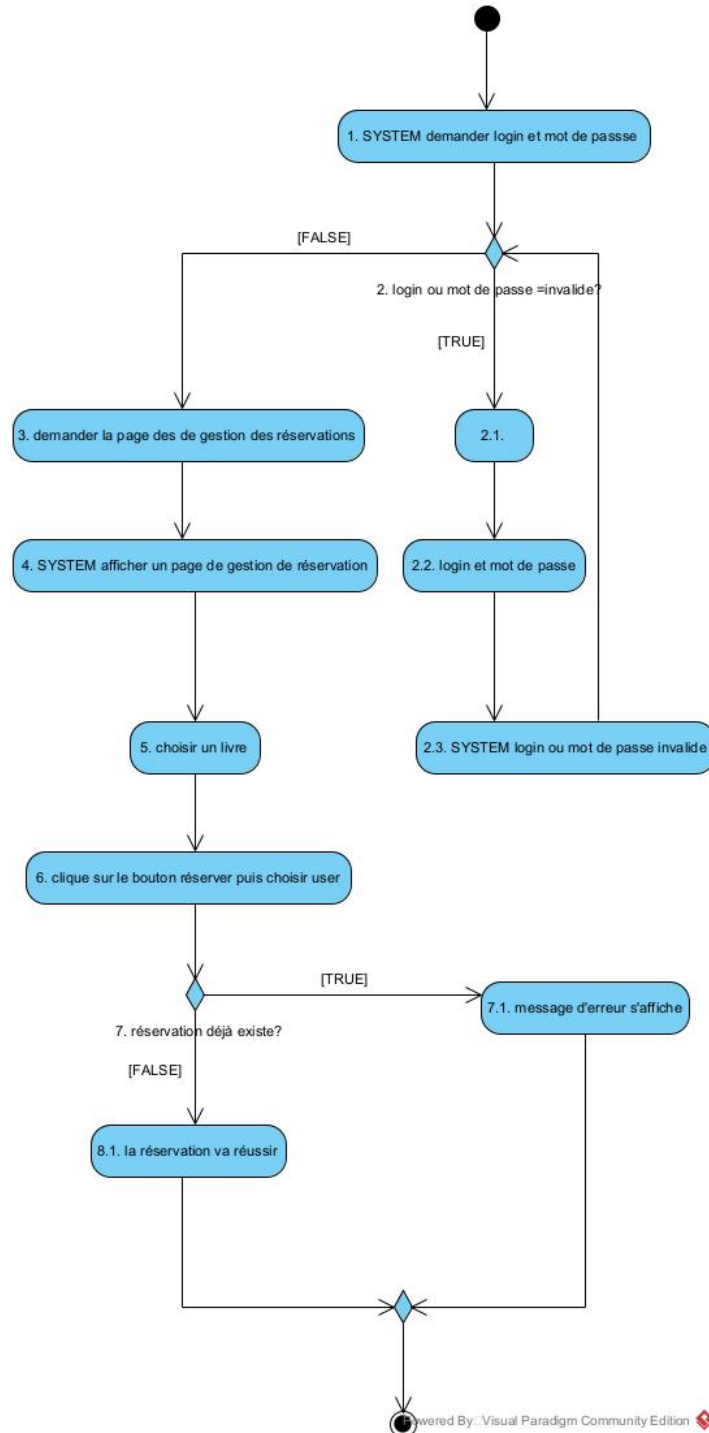 1. SYSTEM demander login et mot de passse
[FALSE]
2. login ou mot de passe =invalide?
[TRUE]
3. demander la page des de gestion des réservations
2.1.
4. SYSTEM afficher un page de gestion de réservation
2.2. login et mot de passe
5. choisir un livre
2.3. SYSTEM login ou mot de passe invalide
6. clique sur le bouton réserver puis choisir user
[TRUE]
7.1. message d'erreur s'affiche
7. réservation déjà existe?
[FALSE]
8.1. la réservation va réussir
Powered By Visual Paradigm Community Edition